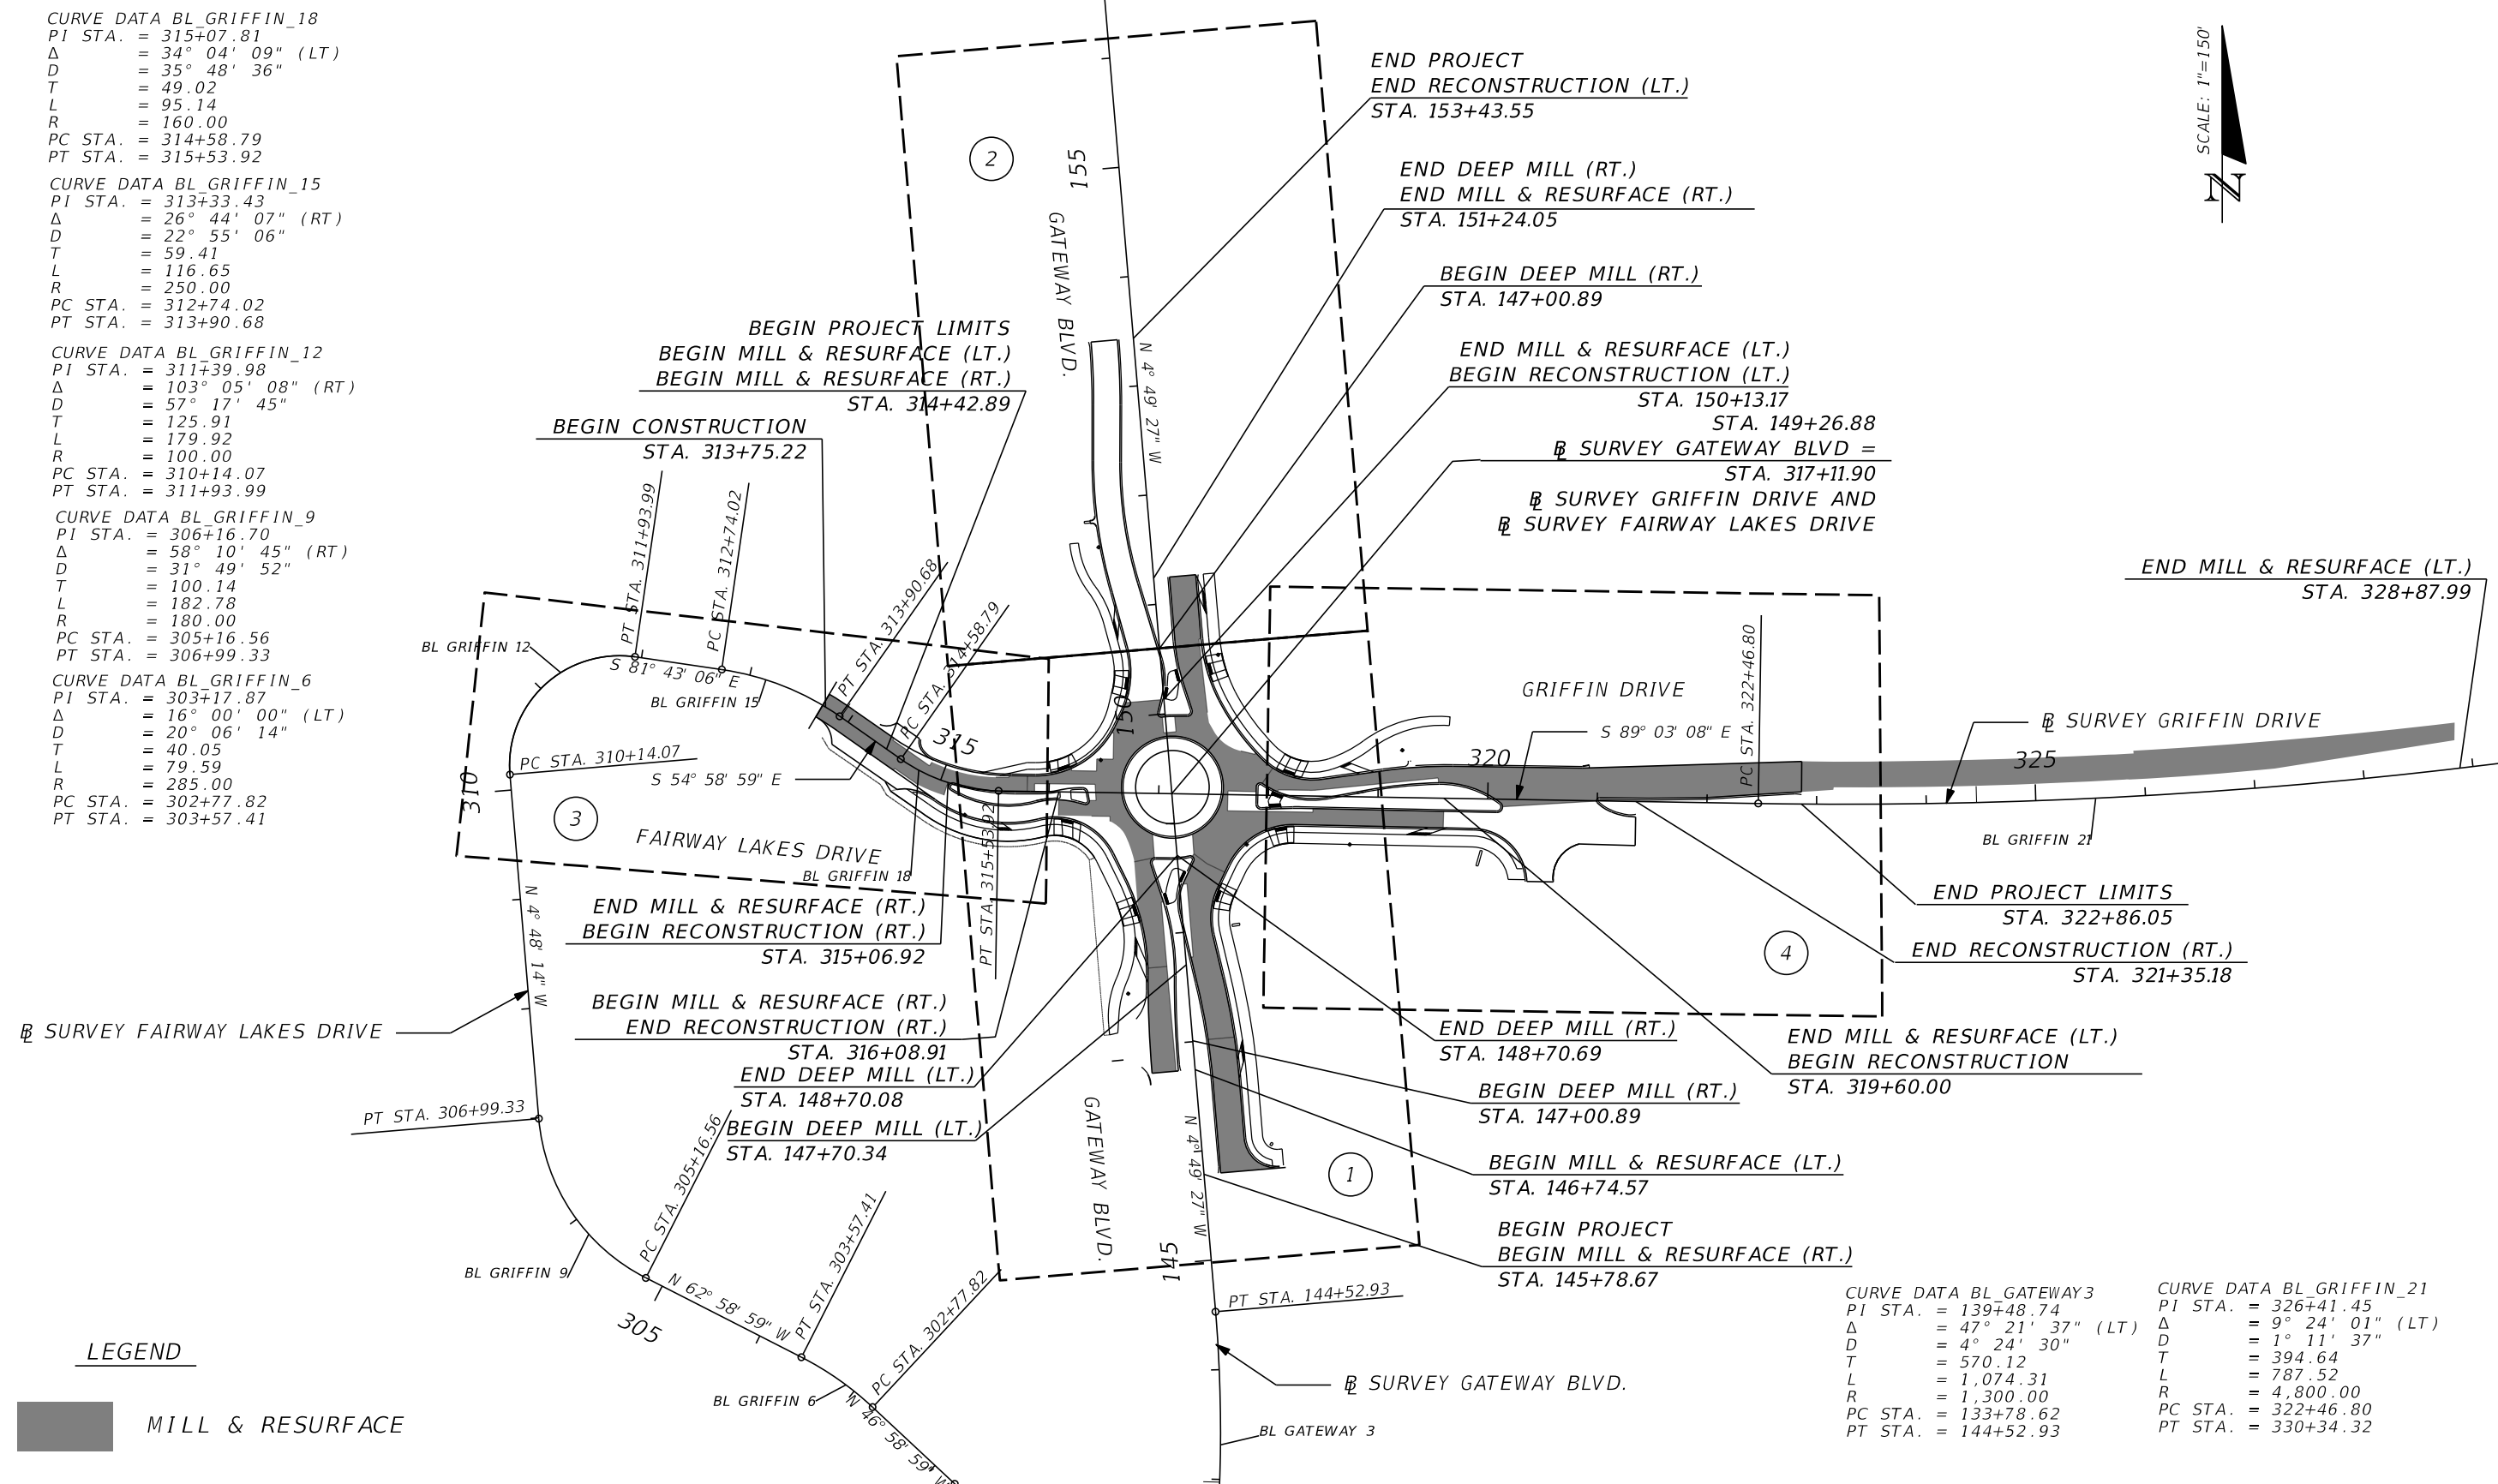 CURVE DATA BL_GRIFFIN_18
PI STA. = 315+07.81
Δ = 34° 04' 09" (LT)
D = 35° 48' 36"
T = 49.02
L = 95.14
R = 160.00
PC STA. = 314+58.79
PT STA. = 315+53.92
CURVE DATA BL_GRIFFIN_15
PI STA. = 313+33.43
Δ = 26° 44' 07" (RT)
D = 22° 55' 06"
T = 59.41
L = 116.65
R = 250.00
PC STA. = 312+74.02
PT STA. = 313+90.68
CURVE DATA BL_GRIFFIN_12
PI STA. = 311+39.98
Δ = 103° 05' 08" (RT)
D = 57° 17' 45"
T = 125.91
L = 179.92
R = 100.00
PC STA. = 310+14.07
PT STA. = 311+93.99
CURVE DATA BL_GRIFFIN_9
PI STA. = 306+16.70
Δ = 58° 10' 45" (RT)
D = 31° 49' 52"
T = 100.14
L = 182.78
R = 180.00
PC STA. = 305+16.56
PT STA. = 306+99.33
CURVE DATA BL_GRIFFIN_6
PI STA. = 303+17.87
Δ = 16° 00' 00" (LT)
D = 20° 06' 14"
T = 40.05
L = 79.59
R = 285.00
PC STA. = 302+77.82
PT STA. = 303+57.41
END PROJECT
END RECONSTRUCTION (LT.)
STA. 153+43.55
END DEEP MILL (RT.)
END MILL & RESURFACE (RT.)
STA. 151+24.05
BEGIN DEEP MILL (RT.)
STA. 147+00.89
END MILL & RESURFACE (LT.)
BEGIN RECONSTRUCTION (LT.)
STA. 150+13.17
STA. 149+26.88
BL SURVEY GATEWAY BLVD =
STA. 317+11.90
BL SURVEY GRIFFIN DRIVE AND
BL SURVEY FAIRWAY LAKES DRIVE
SCALE: 1"=150'
N
2
155
GATEWAY BLVD.
N 4° 49' 27" W
BEGIN PROJECT LIMITS
BEGIN MILL & RESURFACE (LT.)
BEGIN MILL & RESURFACE (RT.)
STA. 314+42.89
BEGIN CONSTRUCTION
STA. 313+75.22
PT STA. 311+93.99
PC STA. 312+74.02
PT STA. 313+90.68
PC STA. 314+58.79
BL GRIFFIN 12
S 81° 43' 06" E
BL GRIFFIN 15
PC STA. 310+14.07
310
S 54° 58' 59" E
315
150
3
FAIRWAY LAKES DRIVE
BL GRIFFIN 18
PT STA. 315+53.92
END MILL & RESURFACE (LT.)
STA. 328+87.99
GRIFFIN DRIVE
S 89° 03' 08" E
320
PC STA. 322+46.80
BL SURVEY GRIFFIN DRIVE
325
BL GRIFFIN 21
END PROJECT LIMITS
STA. 322+86.05
END RECONSTRUCTION (RT.)
STA. 321+35.18
4
END MILL & RESURFACE (LT.)
BEGIN RECONSTRUCTION
STA. 319+60.00
END MILL & RESURFACE (RT.)
BEGIN RECONSTRUCTION (RT.)
STA. 315+06.92
BEGIN MILL & RESURFACE (RT.)
END RECONSTRUCTION (RT.)
STA. 316+08.91
END DEEP MILL (LT.)
STA. 148+70.08
BEGIN DEEP MILL (LT.)
STA. 147+70.34
END DEEP MILL (RT.)
STA. 148+70.69
BEGIN DEEP MILL (RT.)
STA. 147+00.89
BEGIN MILL & RESURFACE (LT.)
STA. 146+74.57
BEGIN PROJECT
BEGIN MILL & RESURFACE (RT.)
STA. 145+78.67
1
N 4° 48' 14" W
BL SURVEY FAIRWAY LAKES DRIVE
PT STA. 306+99.33
PC STA. 305+16.56
BL GRIFFIN 9
N 62° 58' 59" W
305
PT STA. 303+57.41
PC STA. 302+77.82
BL GRIFFIN 6
N 46° 58' 59" W
GATEWAY BLVD.
N 4° 49' 27" W
145
PT STA. 144+52.93
BL SURVEY GATEWAY BLVD.
BL GATEWAY 3
CURVE DATA BL_GATEWAY3
PI STA. = 139+48.74
Δ = 47° 21' 37" (LT)
D = 4° 24' 30"
T = 570.12
L = 1,074.31
R = 1,300.00
PC STA. = 133+78.62
PT STA. = 144+52.93
CURVE DATA BL_GRIFFIN_21
PI STA. = 326+41.45
Δ = 9° 24' 01" (LT)
D = 1° 11' 37"
T = 394.64
L = 787.52
R = 4,800.00
PC STA. = 322+46.80
PT STA. = 330+34.32
LEGEND
MILL & RESURFACE